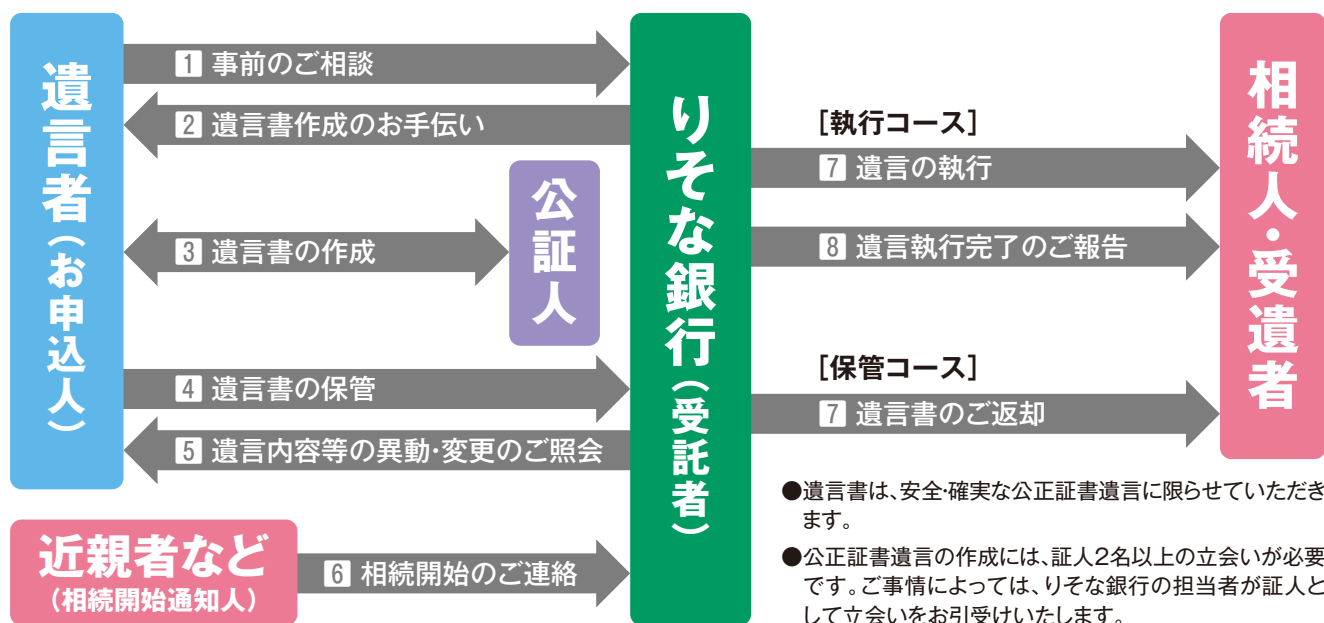 遺言者(お申込人)
1 事前のご相談
2 遺言書作成のお手伝い
3 遺言書の作成
公証人
4 遺言書の保管
5 遺言内容等の異動・変更のご照会
近親者など
(相続開始通知人)
6 相続開始のご連絡
りそな銀行(受託者)
[執行コース]
7 遺言の執行
8 遺言執行完了のご報告
[保管コース]
7 遺言書のご返却
相続人・受遺者
●遺言書は、安全・確実な公正証書遺言に限らせていただき
ます。
●公正証書遺言の作成には、証人2名以上の立会いが必要
です。ご事情によっては、りそな銀行の担当者が証人と
して立会いをお引受けいたします。